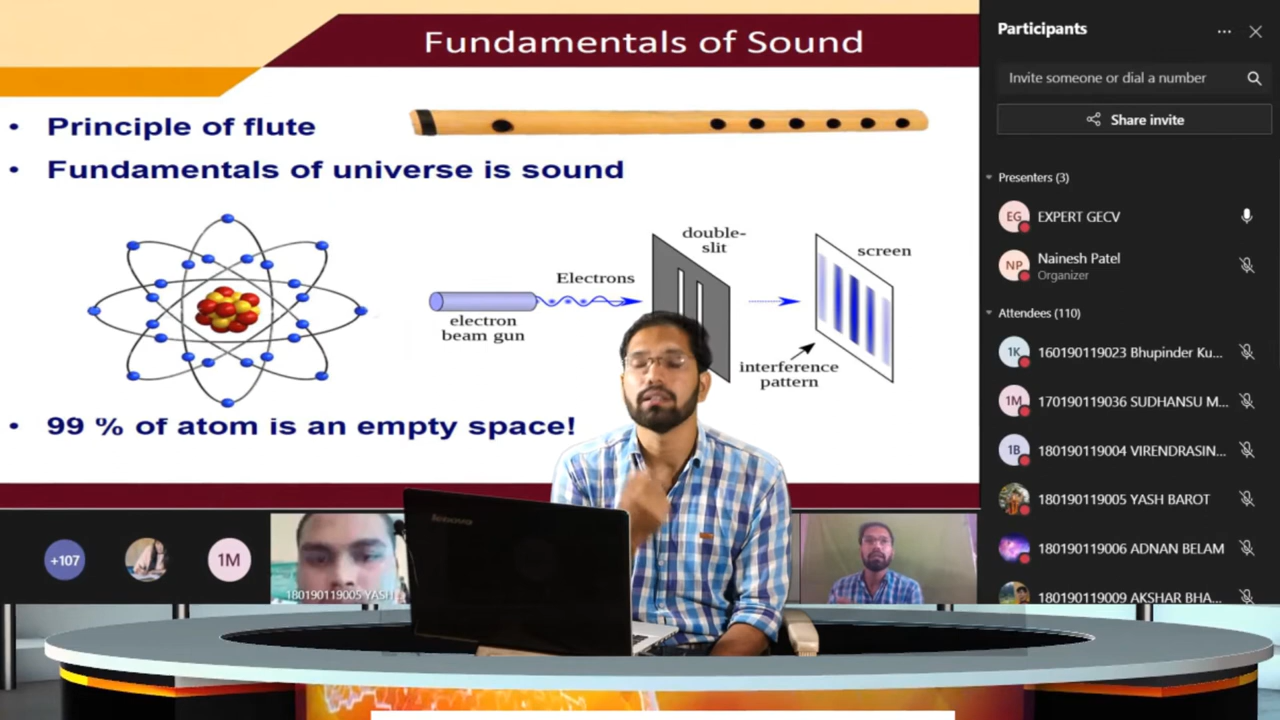 Fundamentals of Sound
• Principle of flute
• Fundamentals of universe is sound
double-
slit
screen
Electrons
electron
beam gun
interference
pattern
• 99 % of atom is an empty space!
+107
1M
180190119005 YASH
lenovo
Participants
Invite someone or dial a number
Share invite
Presenters (3)
EG EXPERT GECV
NP Nainesh Patel
Organizer
Attendees (110)
1K 160190119023 Bhupinder Ku...
1M 170190119036 SUDHANSU M...
1B 180190119004 VIRENDRASIN...
180190119005 YASH BAROT
180190119006 ADNAN BELAM
180190119009 AKSHAR BHA...